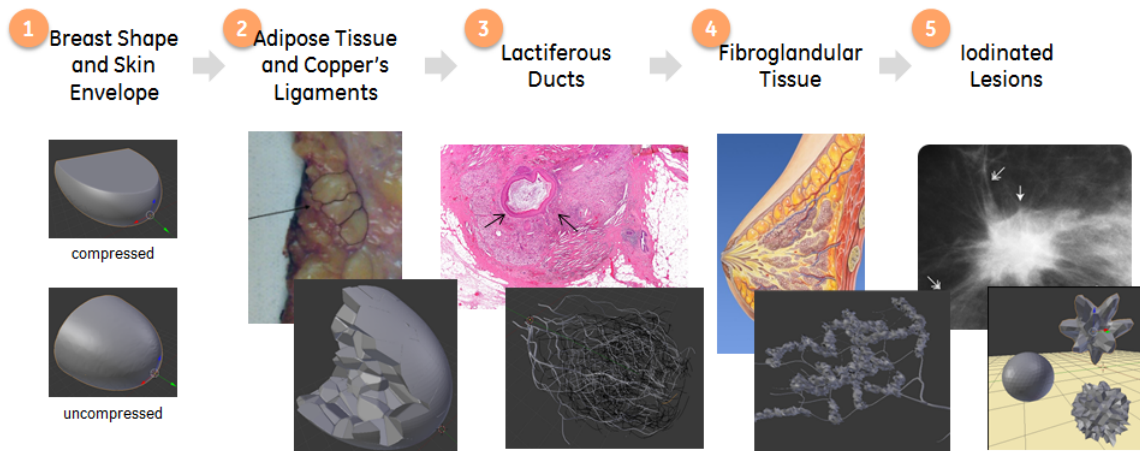 1
Breast Shape
and Skin
Envelope
2
Adipose Tissue
and Copper's
Ligaments
3
Lactiferous
Ducts
4
Fibroglandular
Tissue
5
Iodinated
Lesions
compressed
uncompressed